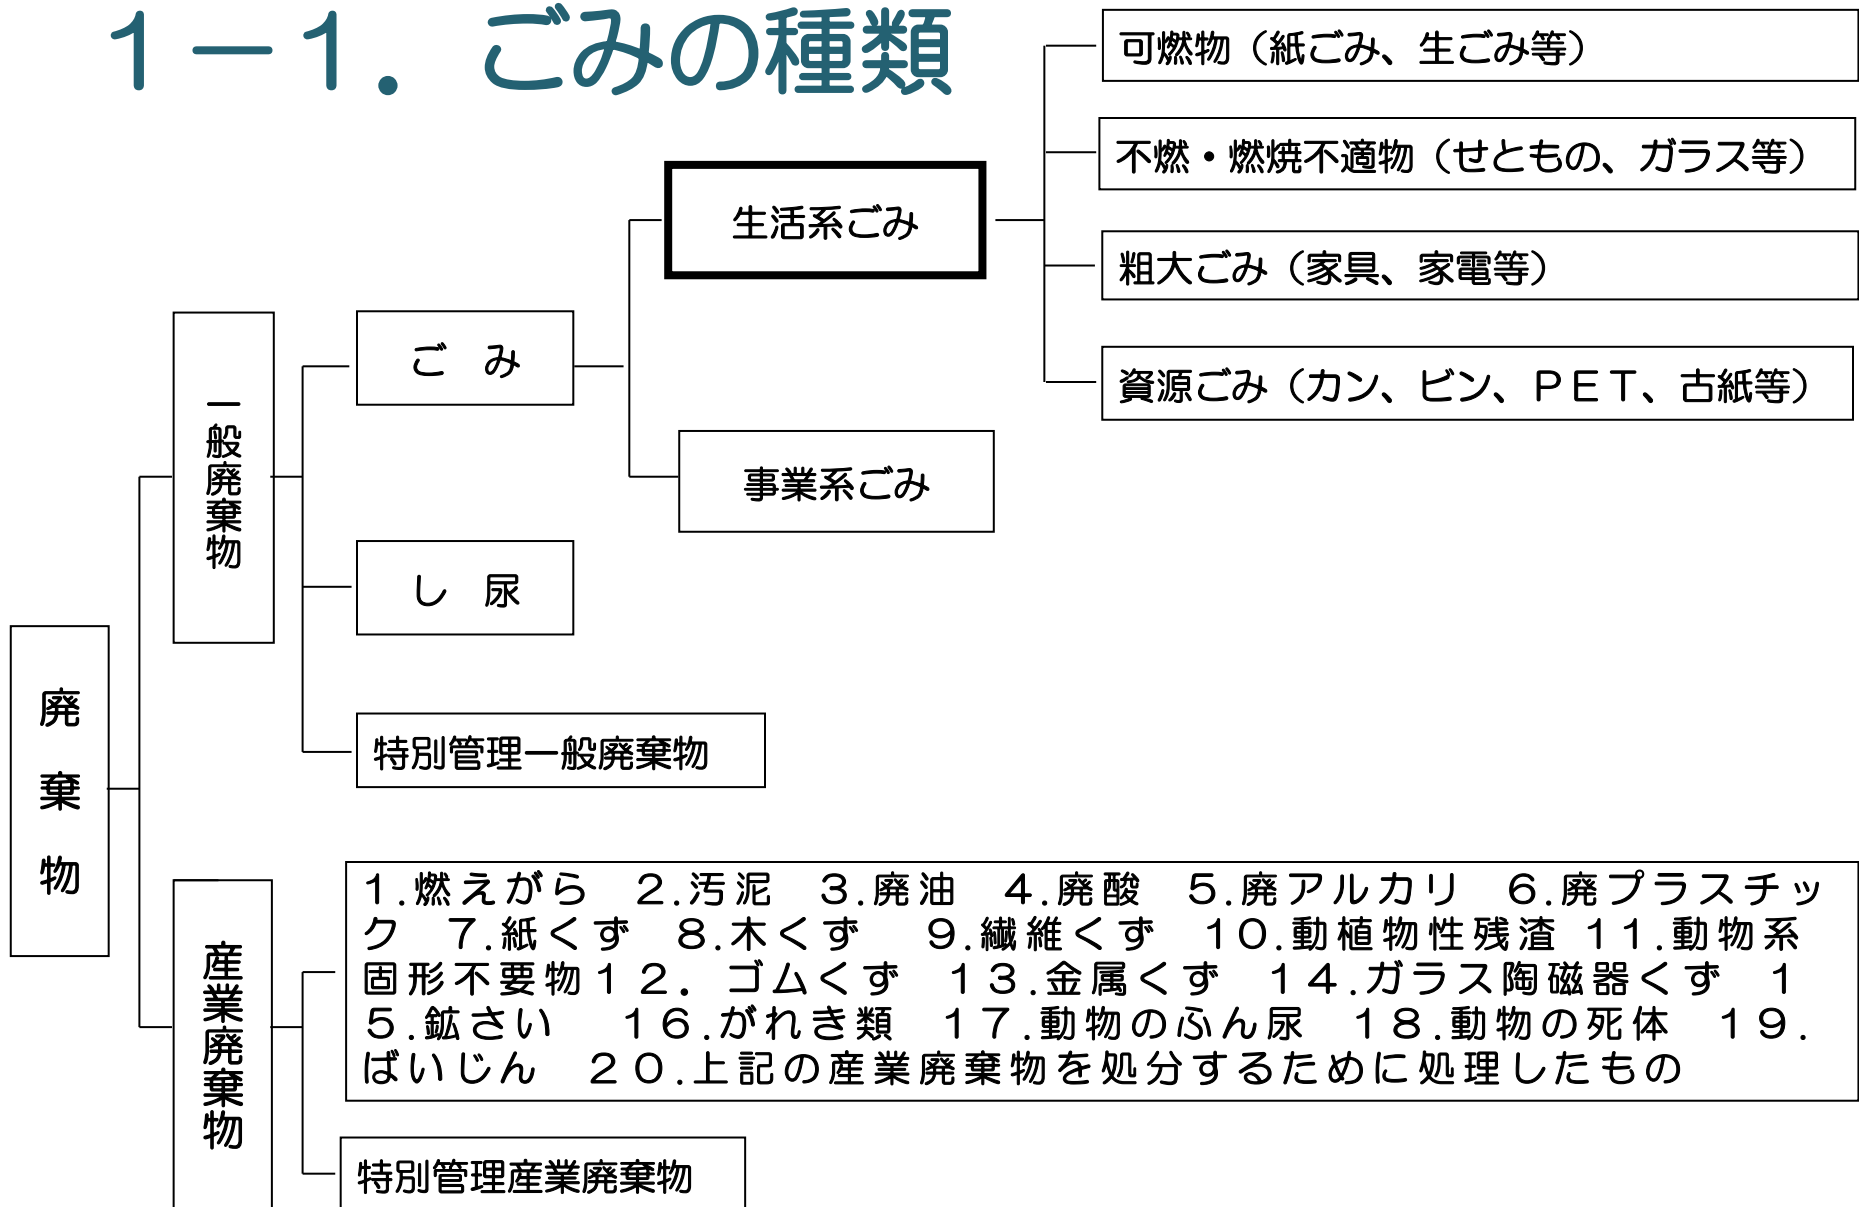 １－１．ごみの種類
可燃物（紙ごみ、生ごみ等）
不燃・燃焼不適物（せともの、ガラス等）
生活系ごみ
粗大ごみ（家具、家電等）
ご　み
資源ごみ（カン、ビン、ＰＥＴ、古紙等）
一般廃棄物
事業系ごみ
し　尿
特別管理一般廃棄物
廃棄物
1.燃えがら　2.汚泥　3.廃油　4.廃酸　5.廃アルカリ　6.廃プラスチッ
ク　7.紙くず　8.木くず　 9.繊維くず　10.動植物性残渣 11.動物系
固形不要物１２．ゴムくず　13.金属くず　14.ガラス陶磁器くず　1
5.鉱さい　 16.がれき類　17.動物のふん尿　18.動物の死体　19.
ばいじん　20.上記の産業廃棄物を処分するために処理したもの
産業廃棄物
特別管理産業廃棄物